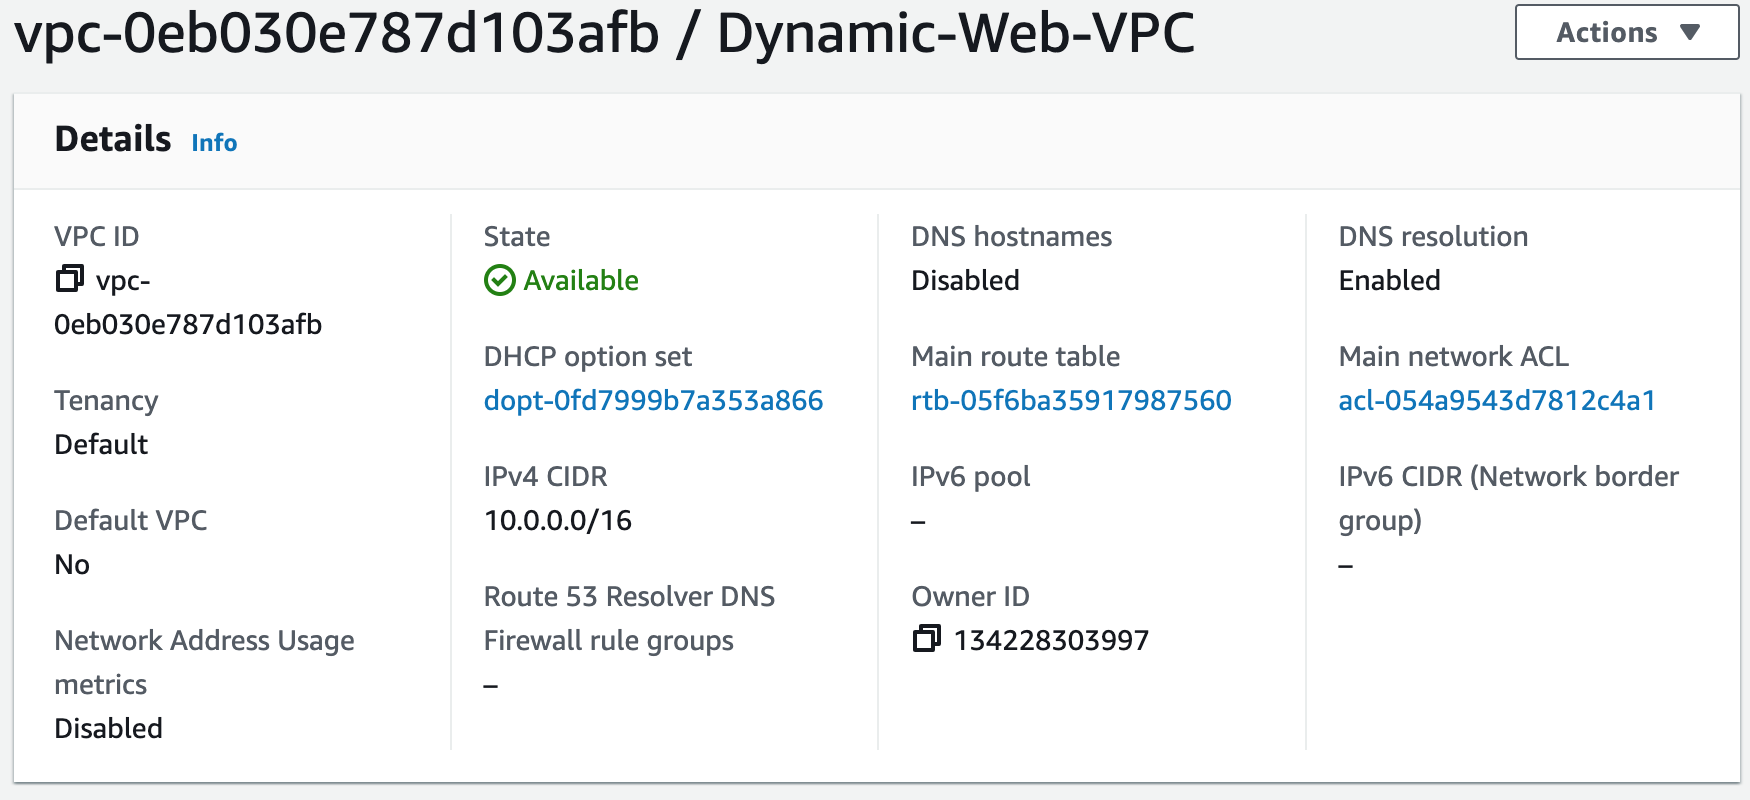 vpc-0eb030e787d103afb / Dynamic-Web-VPC
Actions
Details Info
VPC ID
vpc-
0eb030e787d103afb
Tenancy
Default
Default VPC
No
Network Address Usage
metrics
Disabled
State
Available
DHCP option set
dopt-0fd7999b7a353a866
IPv4 CIDR
10.0.0.0/16
Route 53 Resolver DNS
Firewall rule groups
–
DNS hostnames
Disabled
Main route table
rtb-05f6ba35917987560
IPv6 pool
–
Owner ID
134228303997
DNS resolution
Enabled
Main network ACL
acl-054a9543d7812c4a1
IPv6 CIDR (Network border
group)
–